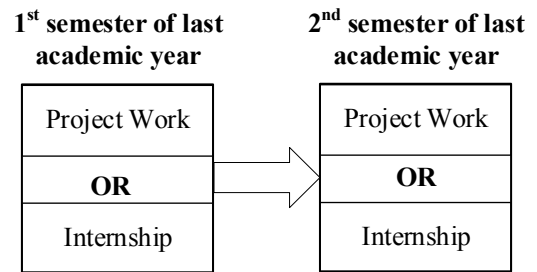 1st semester of last
academic year
Project Work
OR
Internship
2nd semester of last
academic year
Project Work
OR
Internship